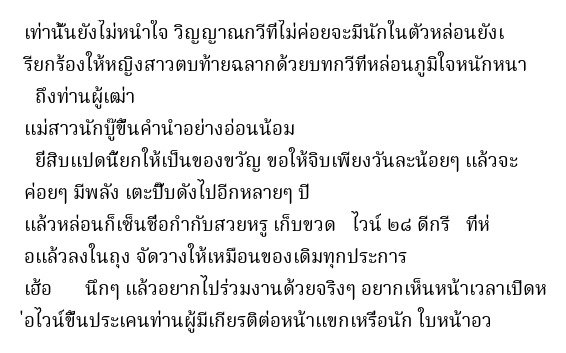 เท่านั้นยังไม่หนำใจ วิญญาณกวีที่ไม่ค่อยจะมีนักในตัวหล่อนยังเ
รียกร้องให้หญิงสาวตบท้ายฉลากด้วยบทกวีที่หล่อนภูมิใจหนักหนา
ถึงท่านผู้เฒ่า
แม่สาวนักบู๊ขึ้นคำนำอย่างอ่อนน้อม
ยี่สิบแปดนี้ยกให้เป็นของขวัญ ขอให้จิบเพียงวันละน้อยๆ แล้วจะ
ค่อยๆ มีพลัง เตะปี๊บดังไปอีกหลายๆ ปี
แล้วหล่อนก็เซ็นชื่อกำกับสวยหรู เก็บขวด ไวน์ ๒๘ ดีกรี ที่ห่
อแล้วลงในถุง จัดวางให้เหมือนของเดิมทุกประการ
เฮ้อ นึกๆ แล้วอยากไปร่วมงานด้วยจริงๆ อยากเห็นหน้าเวลาเปิดห
่อไวน์ขึ้นประเคนท่านผู้มีเกียรติต่อหน้าแขกเหรื่อนัก ใบหน้าอว